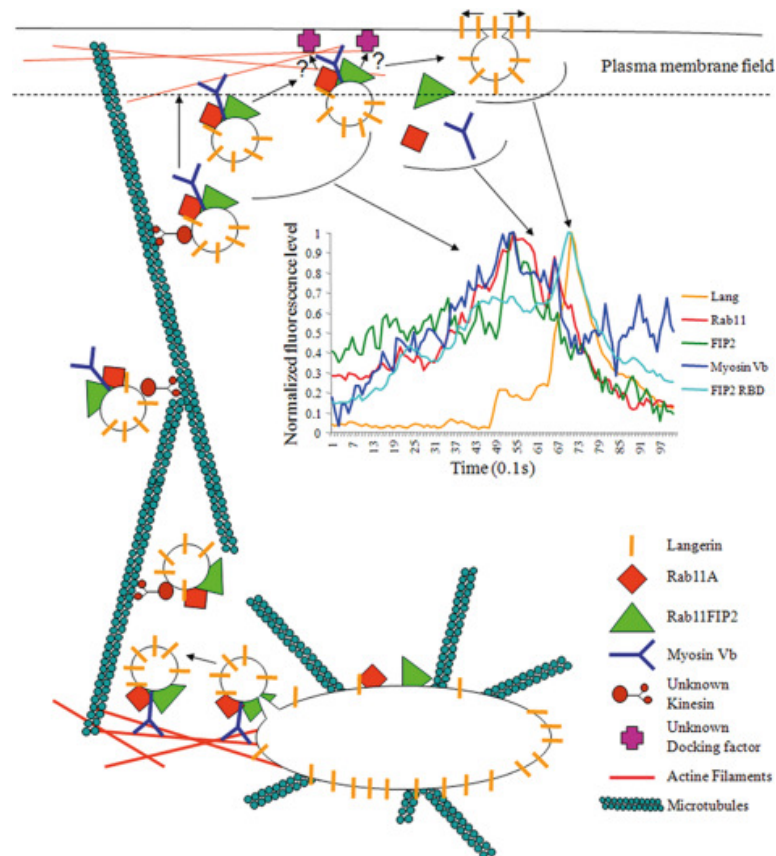 Plasma membrane field
?
?
Normalized fluorescence level
1
0.9
0.8
0.7
0.6
0.5
0.4
0.3
0.2
0.1
0
1 7 13 19 25 31 37 43 49 55 61 67 73 79 85 91 97
Time (0.1s)
Lang
Rab11
FIP2
Myosin Vb
FIP2 RBD
Langerin
Rab11A
Rab11FIP2
Myosin Vb
Unknown
Kinesin
Unknown
Docking factor
Actine Filaments
Microtubules